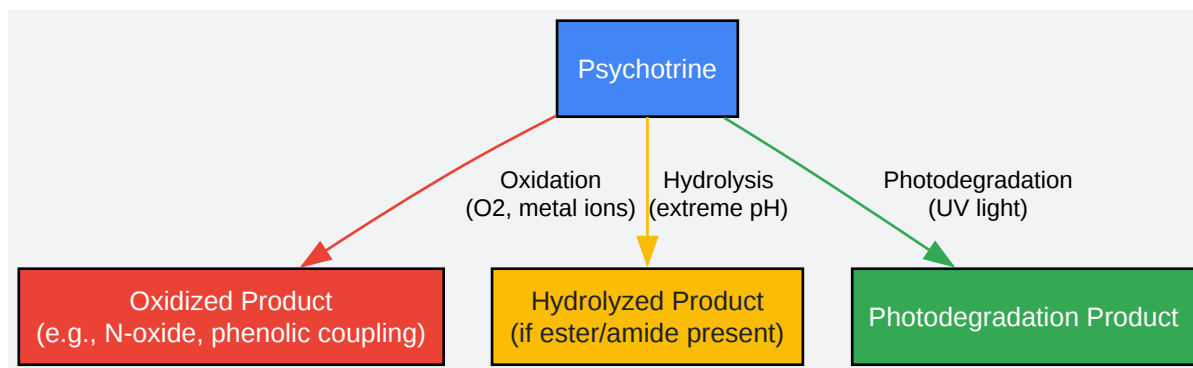 Psychotrine
Oxidation
(O2, metal ions)
Hydrolysis
(extreme pH)
Photodegradation
(UV light)
Oxidized Product
(e.g., N-oxide, phenolic coupling)
Hydrolyzed Product
(if ester/amide present)
Photodegradation Product